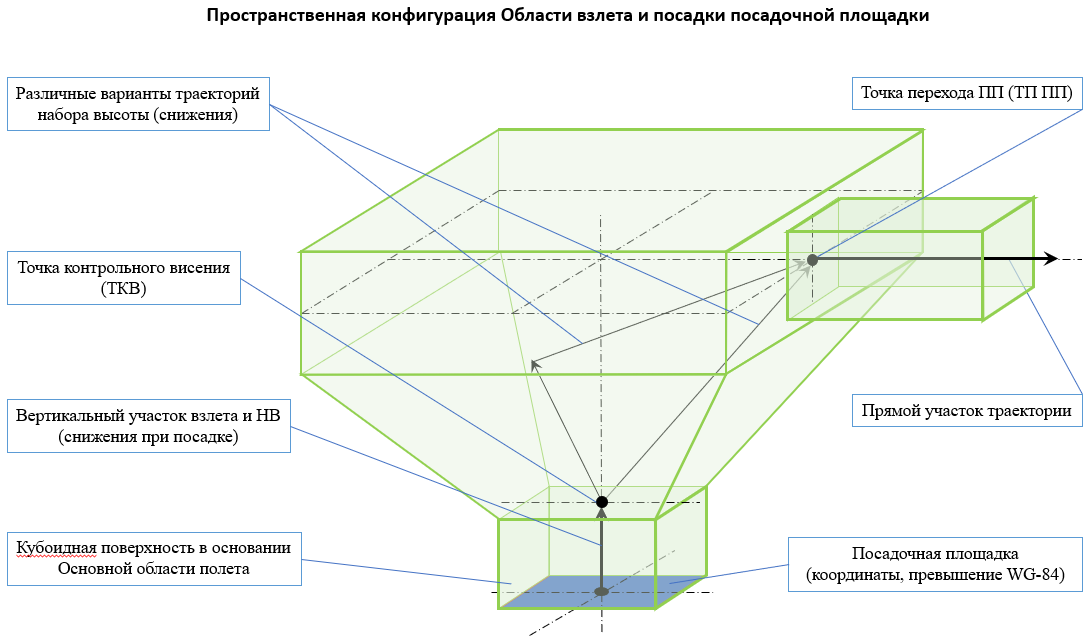 Пространственная конфигурация Области взлета и посадки посадочной площадки
Различные варианты траекторий
набора высоты (снижения)
Точка перехода ПП (ТП ПП)
Точка контрольного висения
(ТКВ)
Прямой участок траектории
Вертикальный участок взлета и НВ
(снижения при посадке)
Кубоидная поверхность в основании
Основной области полета
Посадочная площадка
(координаты, превышение WG-84)